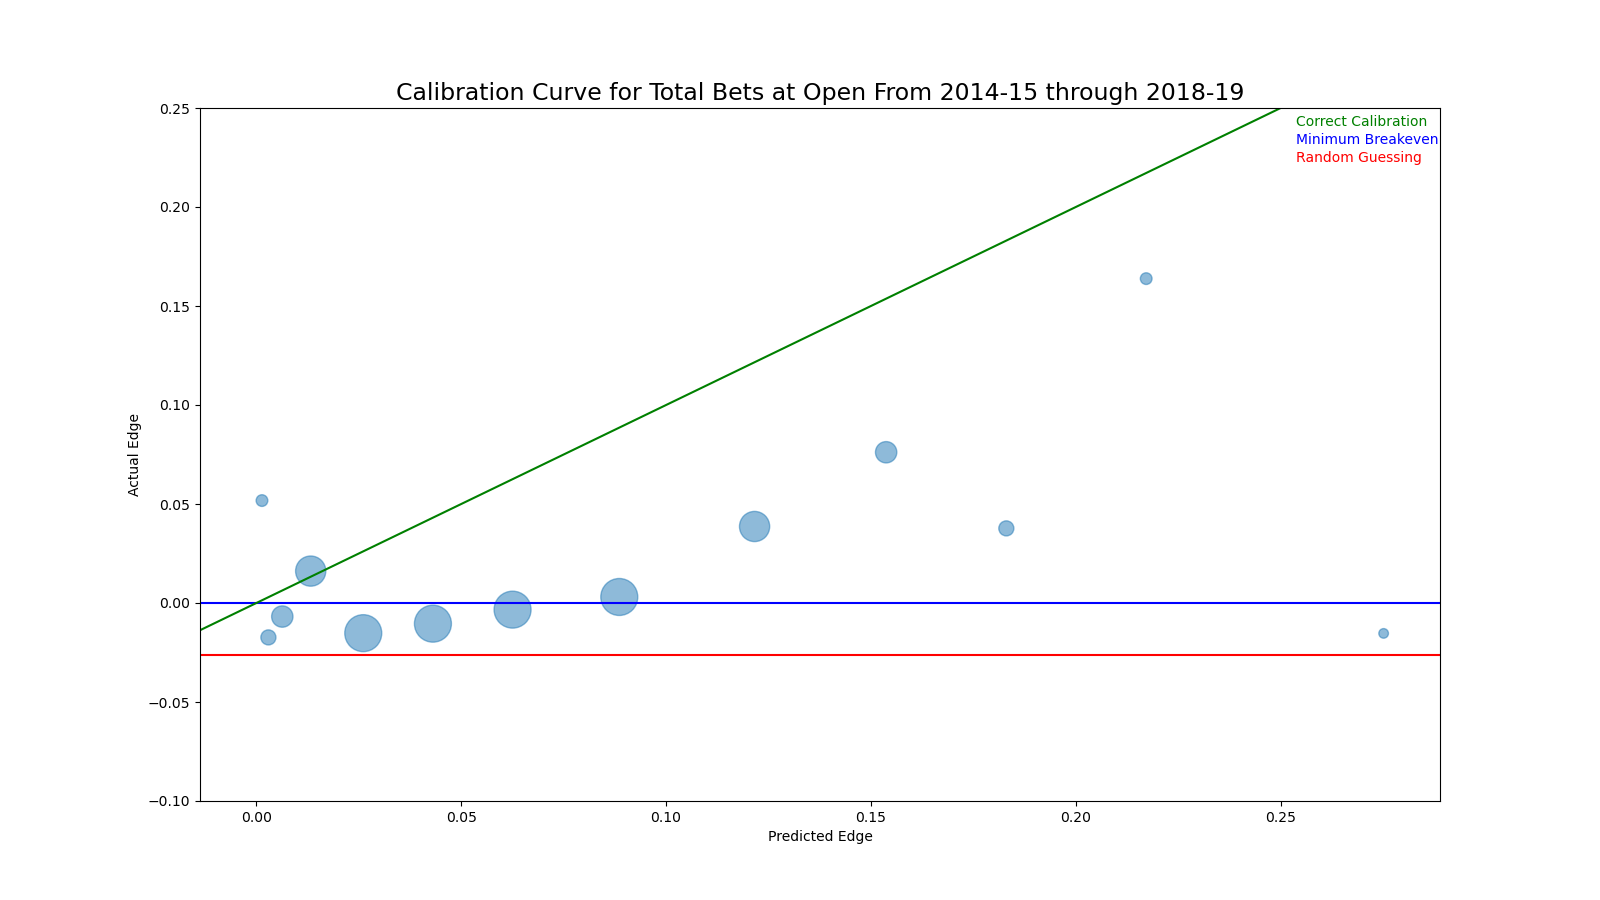 Calibration Curve for Total Bets at Open From 2014-15 through 2018-19
Correct Calibration
Minimum Breakeven
Random Guessing
0.25
0.20
0.15
0.10
0.05
0.00
−0.05
−0.10
Actual Edge
0.00 0.05 0.10 0.15 0.20 0.25
Predicted Edge